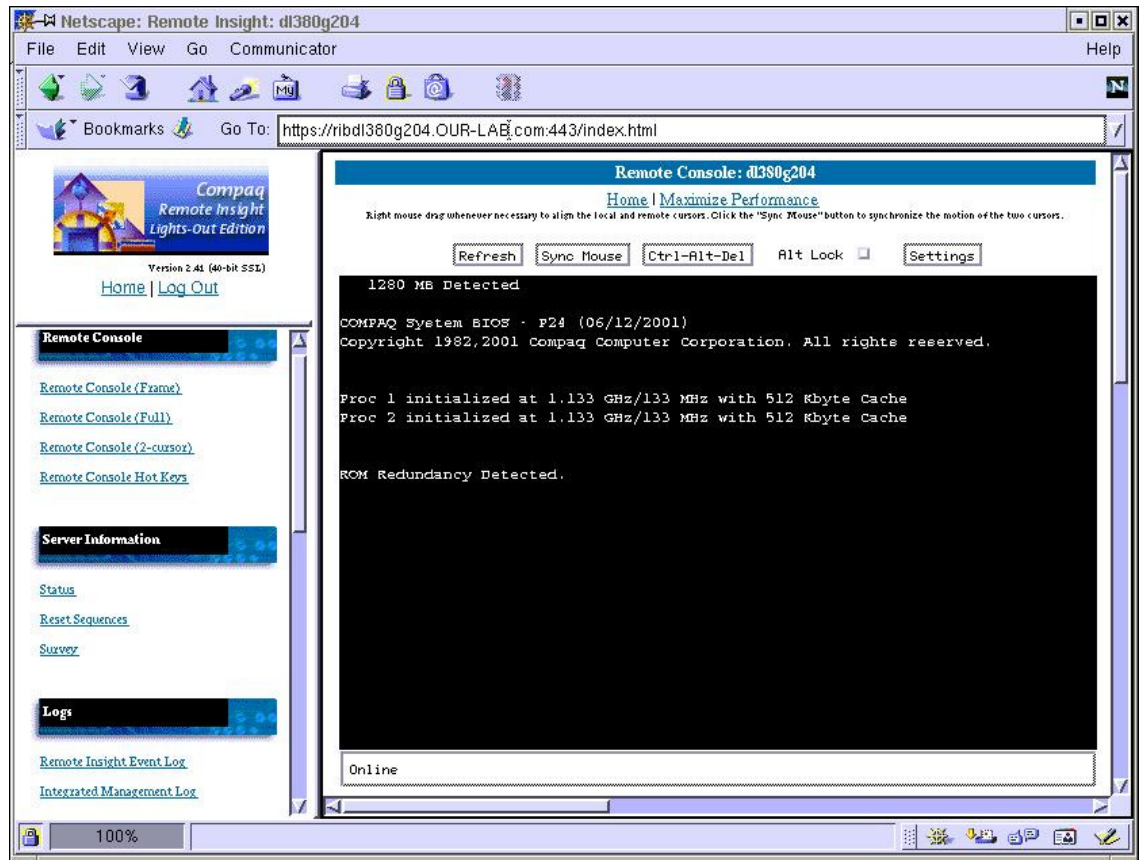 Netscape: Remote Insight: dl380g204
File Edit View Go Communicator Help
My
N
Bookmarks Go To: https://ribdl380g204.OUR-LAB.com:443/index.html
Compaq
Remote Insight
Lights-Out Edition
Version 2.41 (40-bit SSL)
Home | Log Out
Remote Console
Remote Console (Frame)
Remote Console (Full)
Remote Console (2-cursor)
Remote Console Hot Keys
Server Information
Status
Reset Sequences
Survey
Logs
Remote Insight Event Log
Integrated Management Log
Remote Console: dl380g204
Home | Maximize Performance
Right mouse drag whenever necessary to align the local and remote cursors. Click the "Sync Mouse" button to synchronize the motion of the two cursors.
Refresh Sync Mouse Ctrl-Alt-Del Alt Lock Settings
1280 MB Detected
COMPAQ System BIOS - P24 (06/12/2001)
Copyright 1982,2001 Compaq Computer Corporation. All rights reserved.
Proc 1 initialized at 1.133 GHz/133 MHz with 512 Kbyte Cache
Proc 2 initialized at 1.133 GHz/133 MHz with 512 Kbyte Cache
ROM Redundancy Detected.
Online
100%